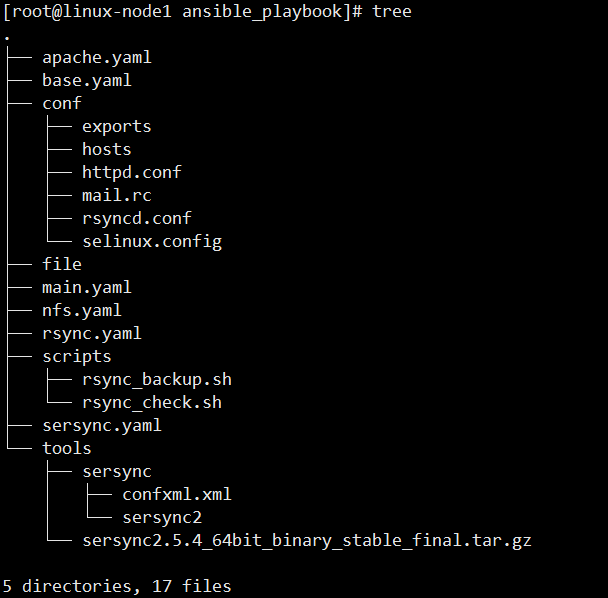 [root@linux-node1 ansible_playbook]# tree
.
├── apache.yaml
├── base.yaml
├── conf
│   ├── exports
│   ├── hosts
│   ├── httpd.conf
│   ├── mail.rc
│   ├── rsyncd.conf
│   └── selinux.config
├── file
├── main.yaml
├── nfs.yaml
├── rsync.yaml
├── scripts
│   ├── rsync_backup.sh
│   └── rsync_check.sh
├── sersync.yaml
└── tools
    ├── sersync
    │   ├── confxml.xml
    │   └── sersync2
    └── sersync2.5.4_64bit_binary_stable_final.tar.gz

5 directories, 17 files